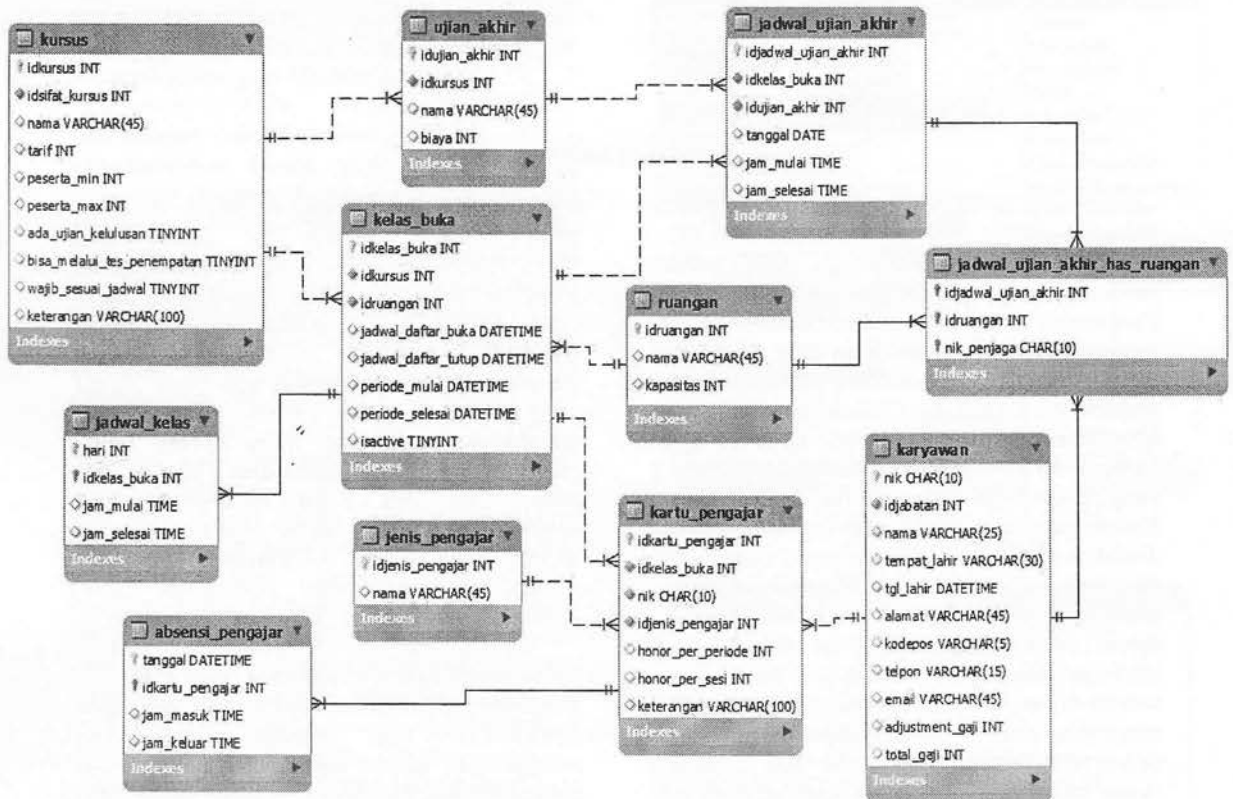 kursus
idkursus INT
idsifat_kursus INT
nama VARCHAR(45)
tarif INT
peserta_min INT
peserta_max INT
ada_ujian_kelulusan TINYINT
bisa_melalui_tes_penempatan TINYINT
wajib_sesuai_jadwal TINYINT
keterangan VARCHAR(100)
Indexes
ujian_akhir
idujian_akhir INT
idkursus INT
nama VARCHAR(45)
biaya INT
Indexes
jadwal_ujian_akhir
idjadwal_ujian_akhir INT
idkelas_buka INT
idujian_akhir INT
tanggal DATE
jam_mulai TIME
jam_selesai TIME
Indexes
kelas_buka
idkelas_buka INT
idkursus INT
idruangan INT
jadwal_daftar_buka DATETIME
jadwal_daftar_tutup DATETIME
periode_mulai DATETIME
periode_selesai DATETIME
isactive TINYINT
Indexes
ruangan
idruangan INT
nama VARCHAR(45)
kapasitas INT
Indexes
jadwal_ujian_akhir_has_ruangan
idjadwal_ujian_akhir INT
idruangan INT
nik_penjaga CHAR(10)
Indexes
jadwal_kelas
hari INT
idkelas_buka INT
jam_mulai TIME
jam_selesai TIME
Indexes
jenis_pengajar
idjenis_pengajar INT
nama VARCHAR(45)
Indexes
kartu_pengajar
idkartu_pengajar INT
idkelas_buka INT
nik CHAR(10)
idjenis_pengajar INT
honor_per_periode INT
honor_per_sesi INT
keterangan VARCHAR(100)
Indexes
karyawan
nik CHAR(10)
idjabatan INT
nama VARCHAR(25)
tempat_lahir VARCHAR(30)
tgl_lahir DATETIME
alamat VARCHAR(45)
kodepos VARCHAR(5)
telpon VARCHAR(15)
email VARCHAR(45)
adjustment_gaji INT
total_gaji INT
Indexes
absensi_pengajar
tanggal DATETIME
idkartu_pengajar INT
jam_masuk TIME
jam_keluar TIME
Indexes